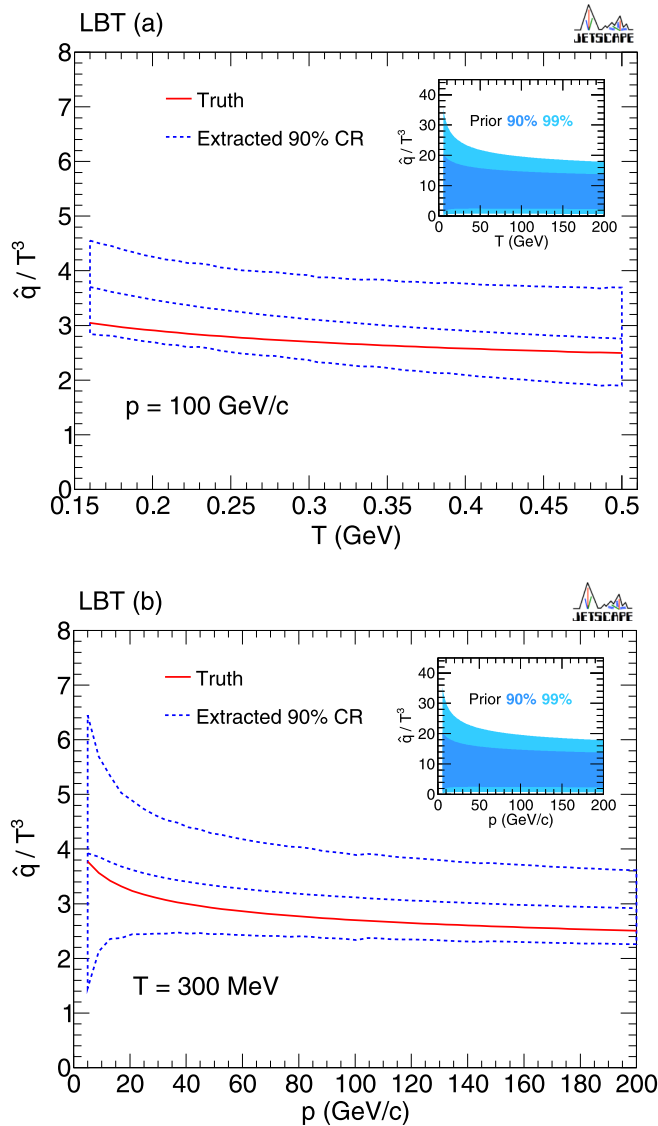 LBT (a)
JETSCAPE
8
7
6
5
4
3
2
1
0
q̂ / T³
Truth
Extracted 90% CR
Prior 90% 99%
40
30
20
10
0
q̂ / T³
0 50 100 150 200
T (GeV)
p = 100 GeV/c
0.15 0.2 0.25 0.3 0.35 0.4 0.45 0.5
T (GeV)
LBT (b)
JETSCAPE
8
7
6
5
4
3
2
1
0
q̂ / T³
Truth
Extracted 90% CR
Prior 90% 99%
40
30
20
10
0
q̂ / T³
0 50 100 150 200
p (GeV/c)
T = 300 MeV
0 20 40 60 80 100 120 140 160 180 200
p (GeV/c)